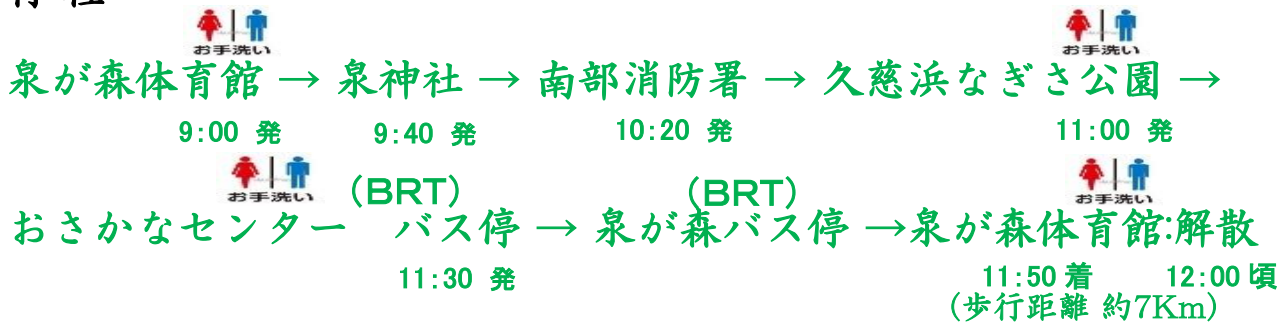 お手洗い お手洗い
泉が森体育館 → 泉神社 → 南部消防署 → 久慈浜なぎさ公園 →
9:00 発 9:40 発 10:20 発 11:00 発
お手洗い (BRT) (BRT) お手洗い
おさかなセンター バス停 → 泉が森バス停 →泉が森体育館:解散
11:30 発 11:50 着 12:00 頃
(歩行距離 約7Km)